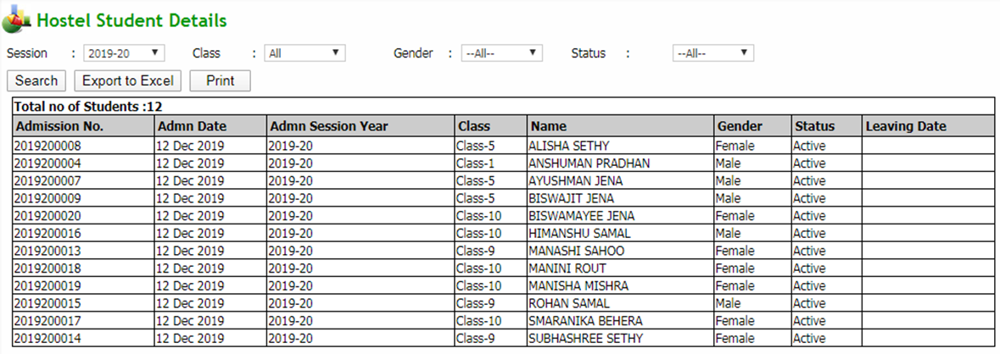 Hostel Student Details
Session : 2019-20 Class : All Gender : --All-- Status : --All--
Search Export to Excel Print
Total no of Students :12
Admission No. Admn Date Admn Session Year Class Name Gender Status Leaving Date
2019200008 12 Dec 2019 2019-20 Class-5 ALISHA SETHY Female Active
2019200004 12 Dec 2019 2019-20 Class-1 ANSHUMAN PRADHAN Male Active
2019200007 12 Dec 2019 2019-20 Class-5 AYUSHMAN JENA Male Active
2019200009 12 Dec 2019 2019-20 Class-5 BISWAJIT JENA Male Active
2019200020 12 Dec 2019 2019-20 Class-10 BISWAMAYEE JENA Female Active
2019200016 12 Dec 2019 2019-20 Class-10 HIMANSHU SAMAL Male Active
2019200013 12 Dec 2019 2019-20 Class-9 MANASHI SAHOO Female Active
2019200018 12 Dec 2019 2019-20 Class-10 MANINI ROUT Female Active
2019200019 12 Dec 2019 2019-20 Class-10 MANISHA MISHRA Female Active
2019200015 12 Dec 2019 2019-20 Class-9 ROHAN SAMAL Male Active
2019200017 12 Dec 2019 2019-20 Class-10 SMARANIKA BEHERA Female Active
2019200014 12 Dec 2019 2019-20 Class-9 SUBHASHREE SETHY Female Active